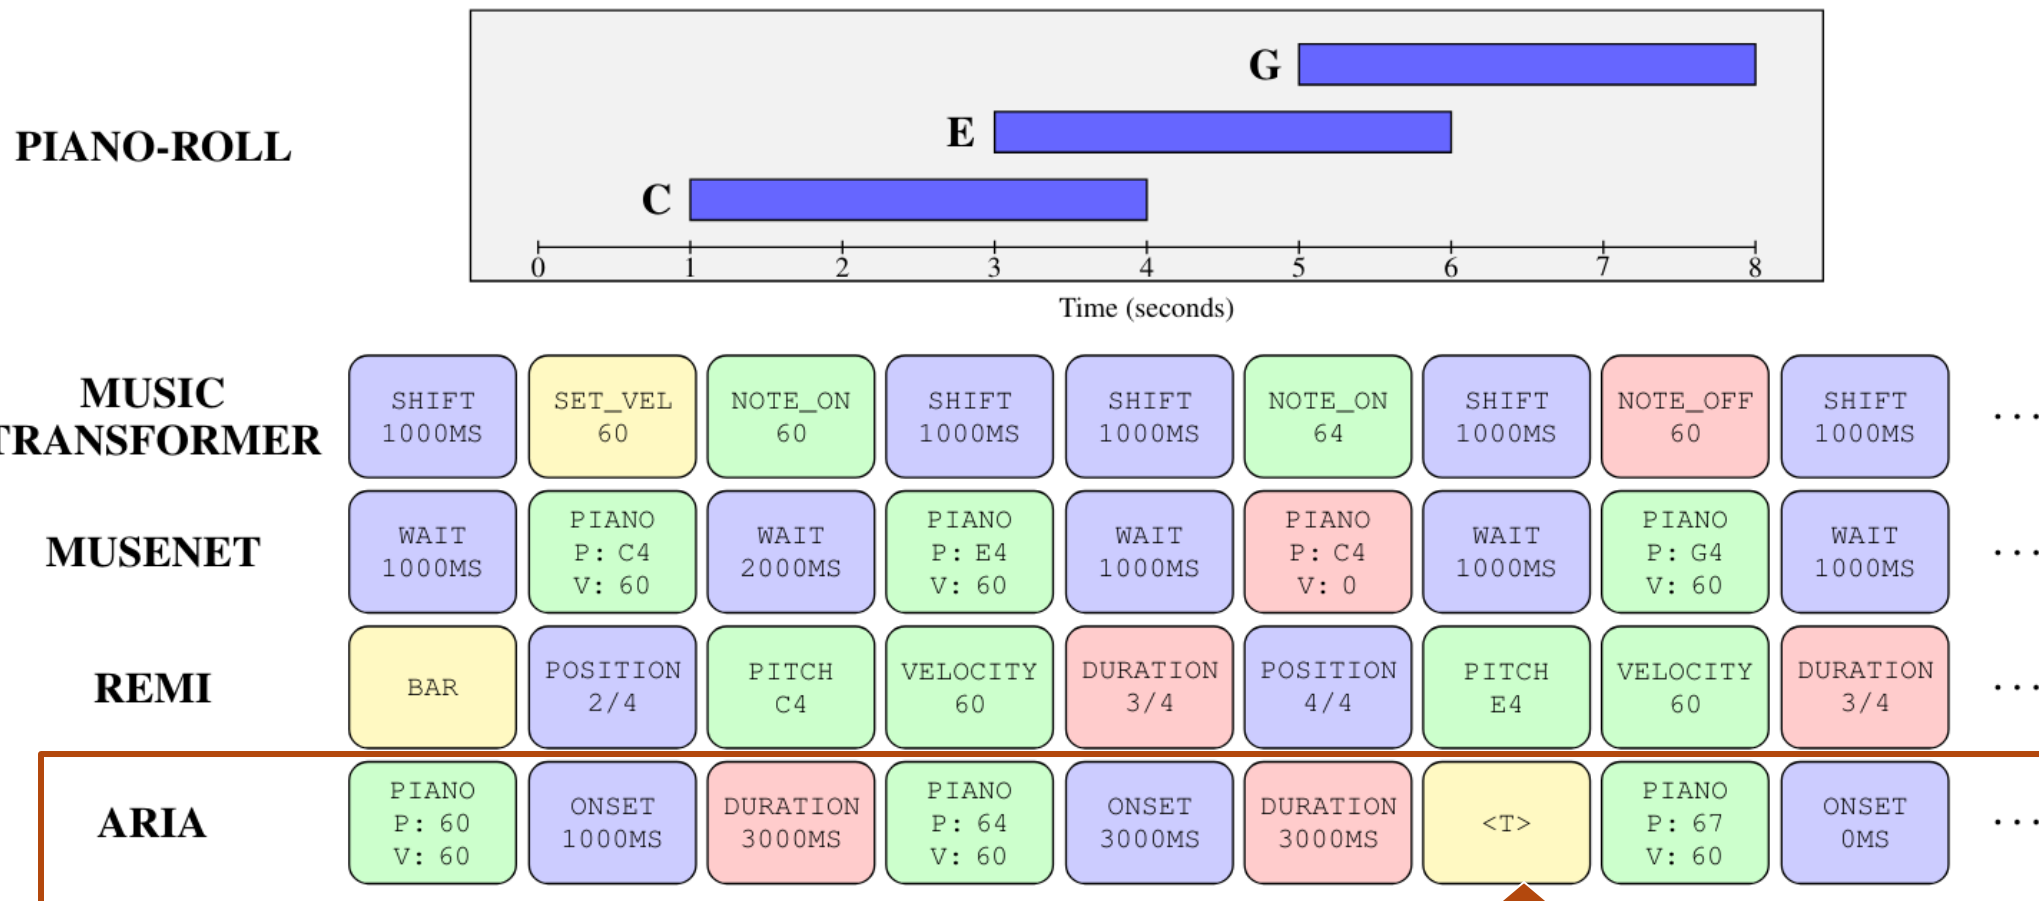 G
E
PIANO-ROLL
C
0 1 2 3 4 5 6 7 8
Time (seconds)
MUSIC
TRANSFORMER
SHIFT
1000MS
SET_VEL
60
NOTE_ON
60
SHIFT
1000MS
SHIFT
1000MS
NOTE_ON
64
SHIFT
1000MS
NOTE_OFF
60
SHIFT
1000MS
...
MUSENET
WAIT
1000MS
PIANO
P: C4
V: 60
WAIT
2000MS
PIANO
P: E4
V: 60
WAIT
1000MS
PIANO
P: C4
V: 0
WAIT
1000MS
PIANO
P: G4
V: 60
WAIT
1000MS
...
REMI
BAR
POSITION
2/4
PITCH
C4
VELOCITY
60
DURATION
3/4
POSITION
4/4
PITCH
E4
VELOCITY
60
DURATION
3/4
...
ARIA
PIANO
P: 60
V: 60
ONSET
1000MS
DURATION
3000MS
PIANO
P: 64
V: 60
ONSET
3000MS
DURATION
3000MS
<T>
PIANO
P: 67
V: 60
ONSET
0MS
...